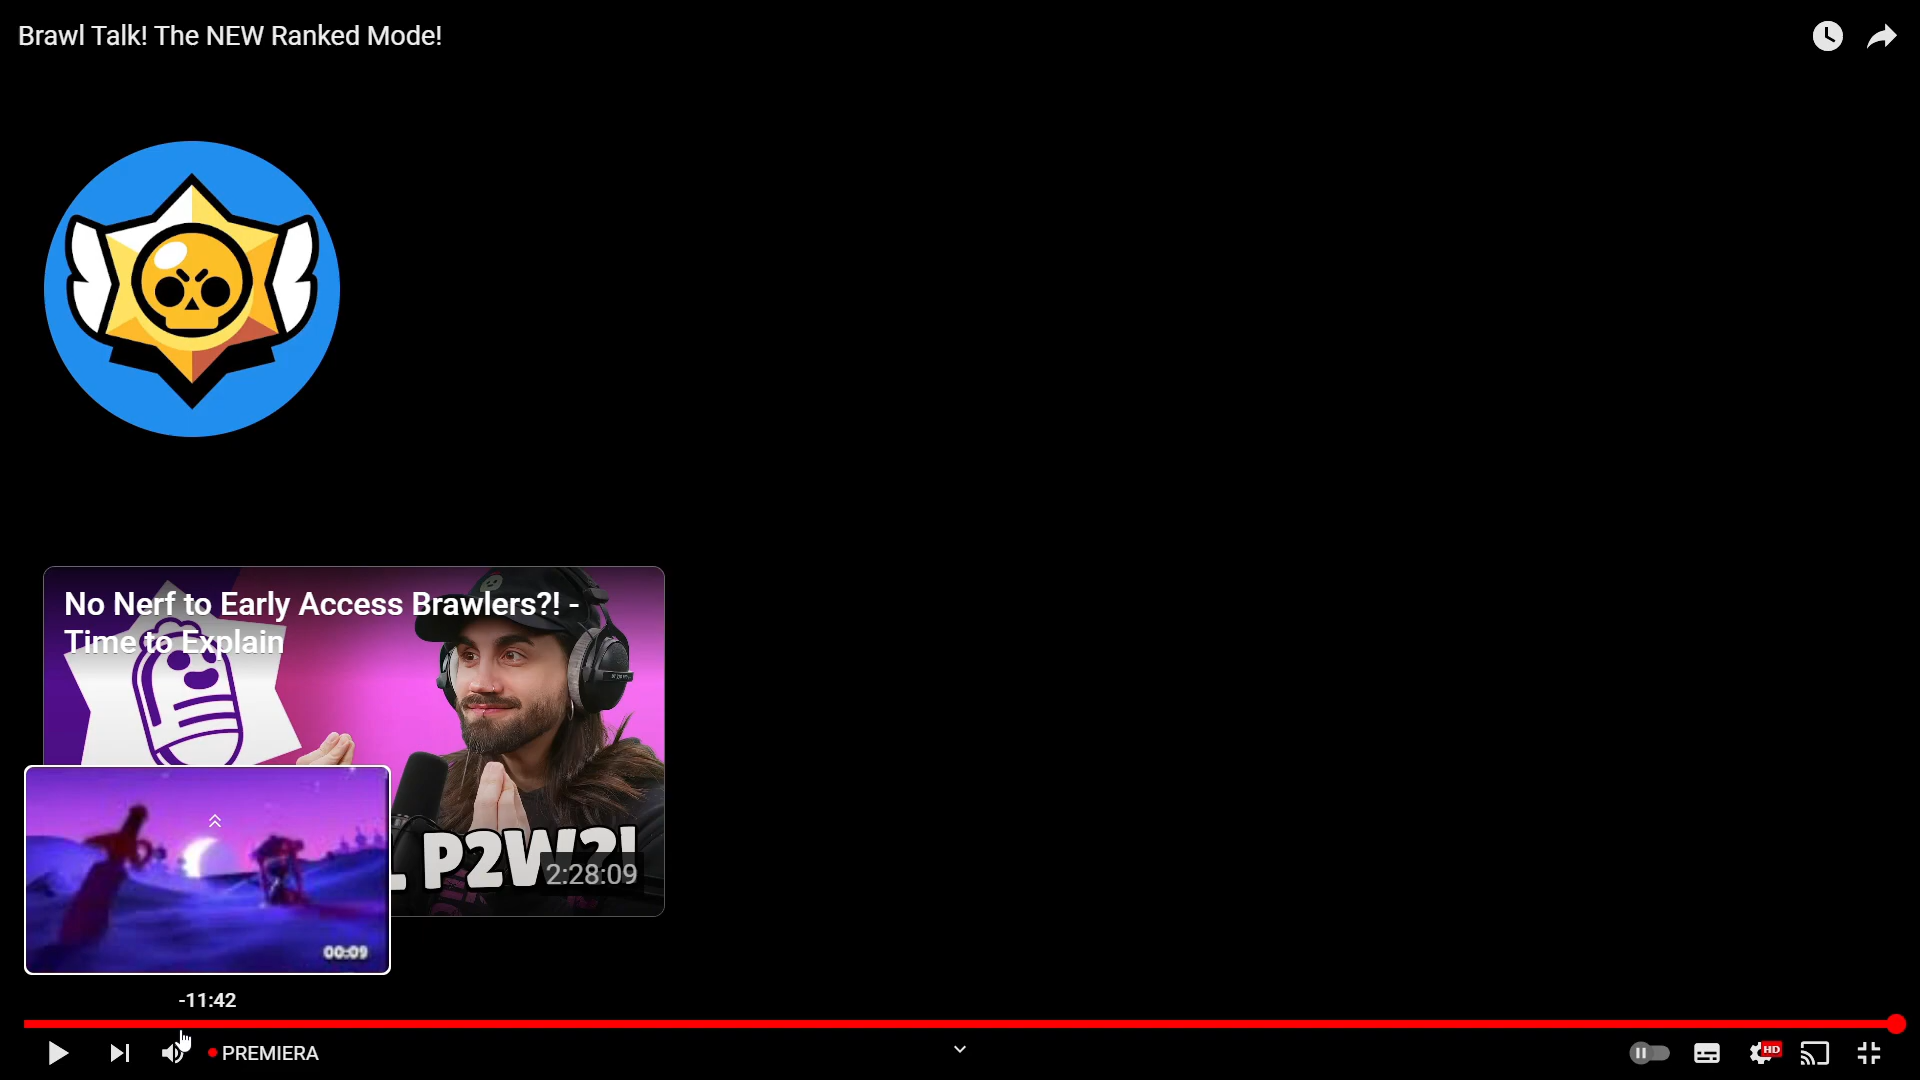 Brawl Talk! The NEW Ranked Mode!
No Nerf to Early Access Brawlers?! -
Time to Explain
P2W?!
2:28:09
00:09
-11:42
PREMIERA
HD